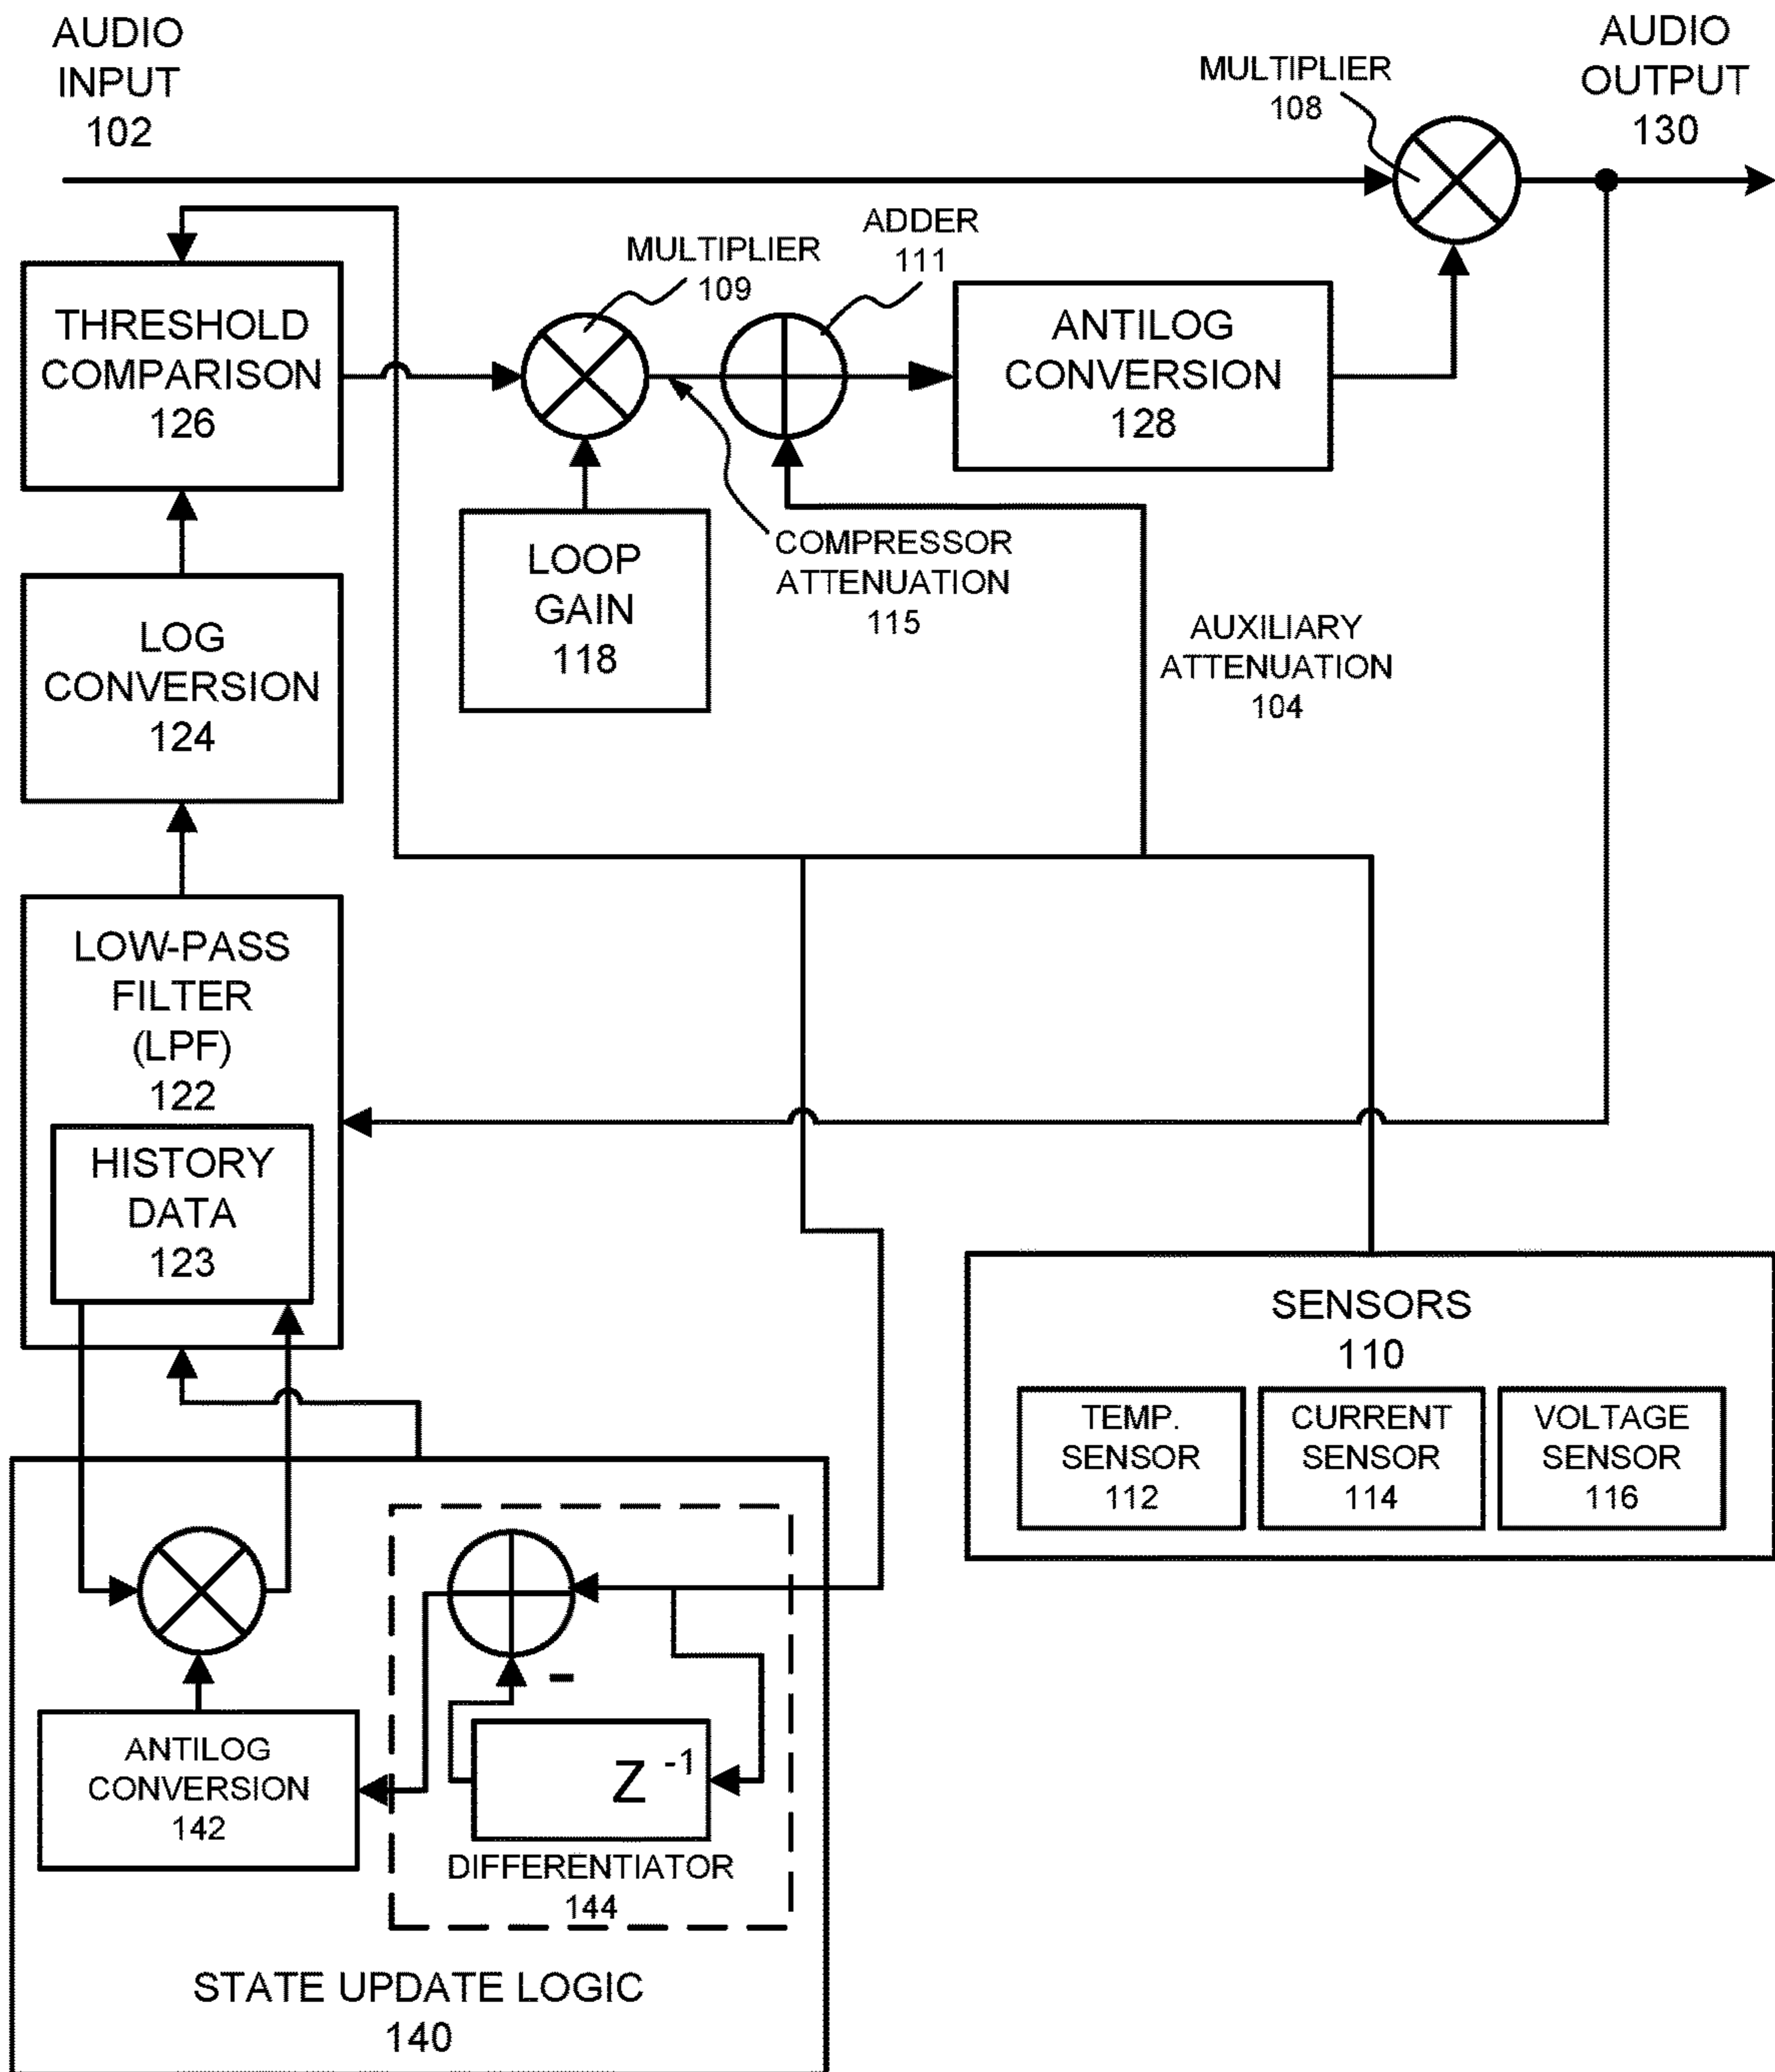 AUDIO
INPUT
102
MULTIPLIER
108
AUDIO
OUTPUT
130
THRESHOLD
COMPARISON
126
MULTIPLIER
109
ADDER
111
ANTILOG
CONVERSION
128
LOOP
GAIN
118
COMPRESSOR
ATTENUATION
115
AUXILIARY
ATTENUATION
104
LOG
CONVERSION
124
LOW-PASS
FILTER
(LPF)
122
HISTORY
DATA
123
SENSORS
110
TEMP.
SENSOR
112
CURRENT
SENSOR
114
VOLTAGE
SENSOR
116
-
Z -1
ANTILOG
CONVERSION
142
DIFFERENTIATOR
144
STATE UPDATE LOGIC
140